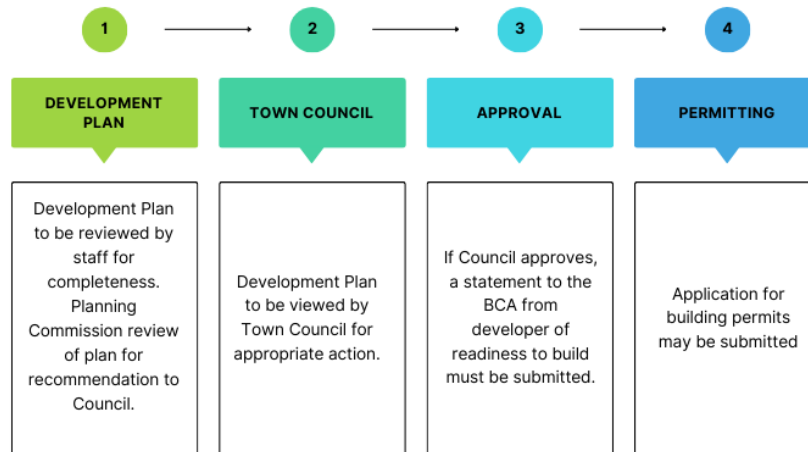 1
2
3
4
DEVELOPMENT
PLAN
TOWN COUNCIL
APPROVAL
PERMITTING
Development Plan
to be reviewed by
staff for
completeness.
Planning
Commission review
of plan for
recommendation to
Council.
Development Plan
to be viewed by
Town Council for
appropriate action.
If Council approves,
a statement to the
BCA from
developer of
readiness to build
must be submitted.
Application for
building permits
may be submitted